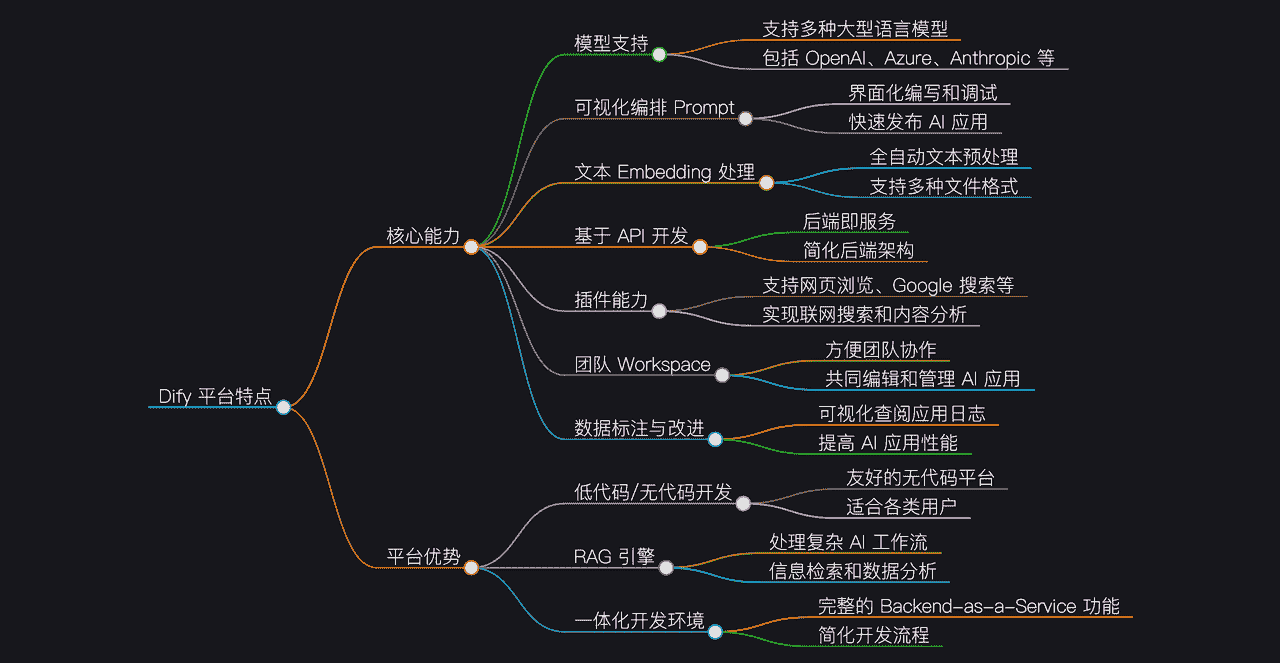 Dify 平台特点
核心能力
模型支持
支持多种大型语言模型
包括 OpenAI、Azure、Anthropic 等
可视化编排 Prompt
界面化编写和调试
快速发布 AI 应用
文本 Embedding 处理
全自动文本预处理
支持多种文件格式
基于 API 开发
后端即服务
简化后端架构
插件能力
支持网页浏览、Google 搜索等
实现联网搜索和内容分析
团队 Workspace
方便团队协作
共同编辑和管理 AI 应用
数据标注与改进
可视化查阅应用日志
提高 AI 应用性能
平台优势
低代码/无代码开发
友好的无代码平台
适合各类用户
RAG 引擎
处理复杂 AI 工作流
信息检索和数据分析
一体化开发环境
完整的 Backend-as-a-Service 功能
简化开发流程